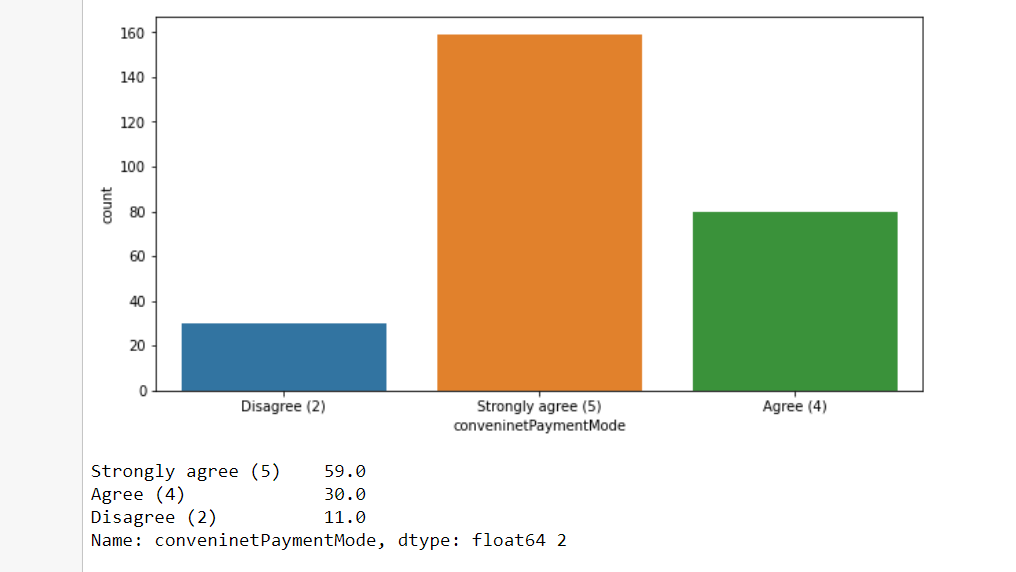 160
140
120
100
80
60
40
20
0
count
Disagree (2) Strongly agree (5) Agree (4)
conveninetPaymentMode
Strongly agree (5) 59.0
Agree (4) 30.0
Disagree (2) 11.0
Name: conveninetPaymentMode, dtype: float64 2